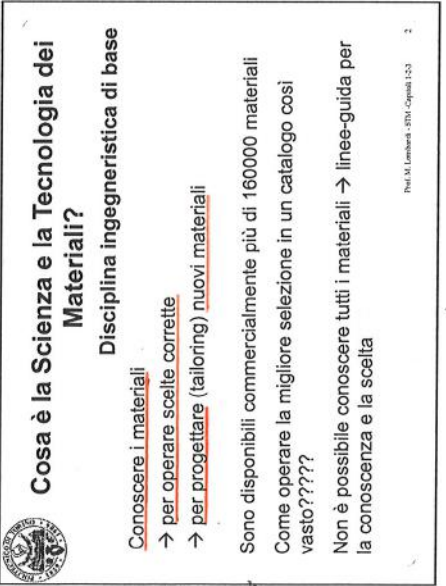 Cosa è la Scienza e la Tecnologia dei
Materiali?
Disciplina ingegneristica di base
Conoscere i materiali
→ per operare scelte corrette
→ per progettare (tailoring) nuovi materiali
Sono disponibili commercialmente più di 160000 materiali
Come operare la migliore selezione in un catalogo così
vasto?????
Non è possibile conoscere tutti i materiali → linee-guida per
la conoscenza e la scelta
Prof. M. Lombardi - STM -Capitoli 1-2-3
2